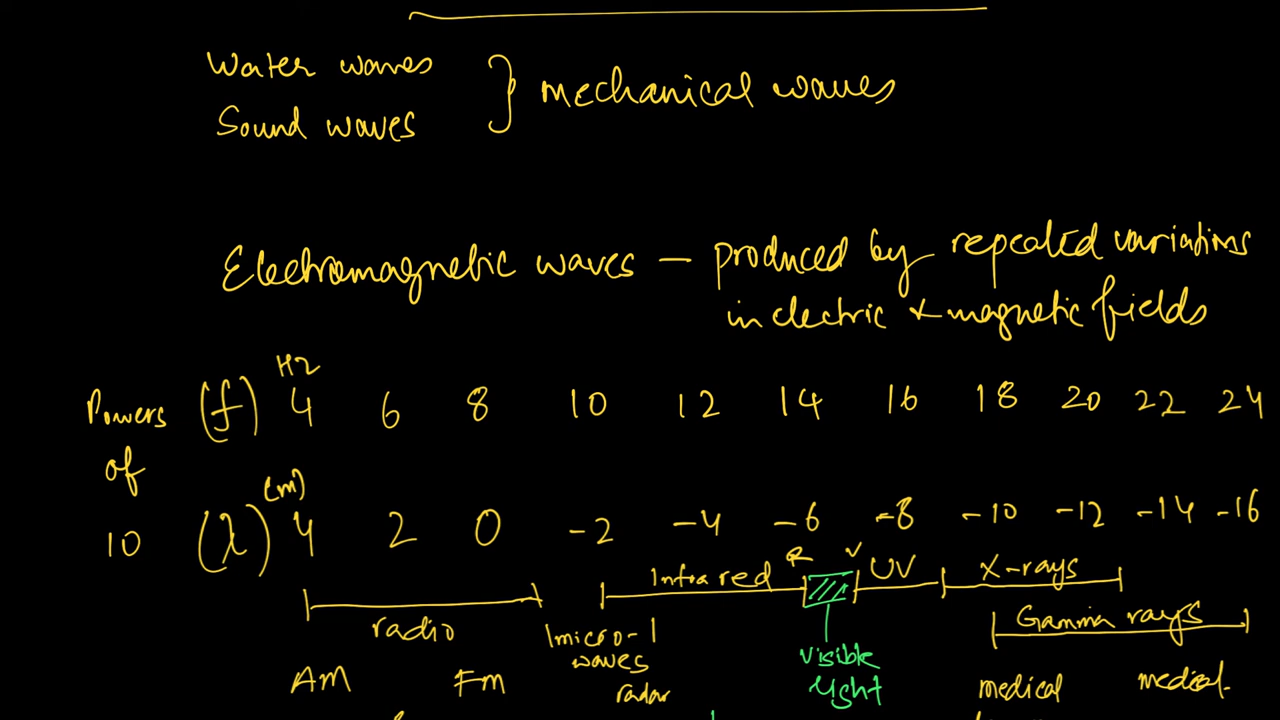 Water waves
Sound waves
} mechanical waves
Electromagnetic waves — produced by repeated variations
in electric & magnetic fields
Hz
Powers (f) 4 6 8 10 12 14 16 18 20 22 24
of
(m)
10 (λ) 4 2 0 -2 -4 -6 -8 -10 -12 -14 -16
R V
Infrared UV X-rays
radio Gamma rays
micro-
waves
radar
visible
light
AM FM medical medical